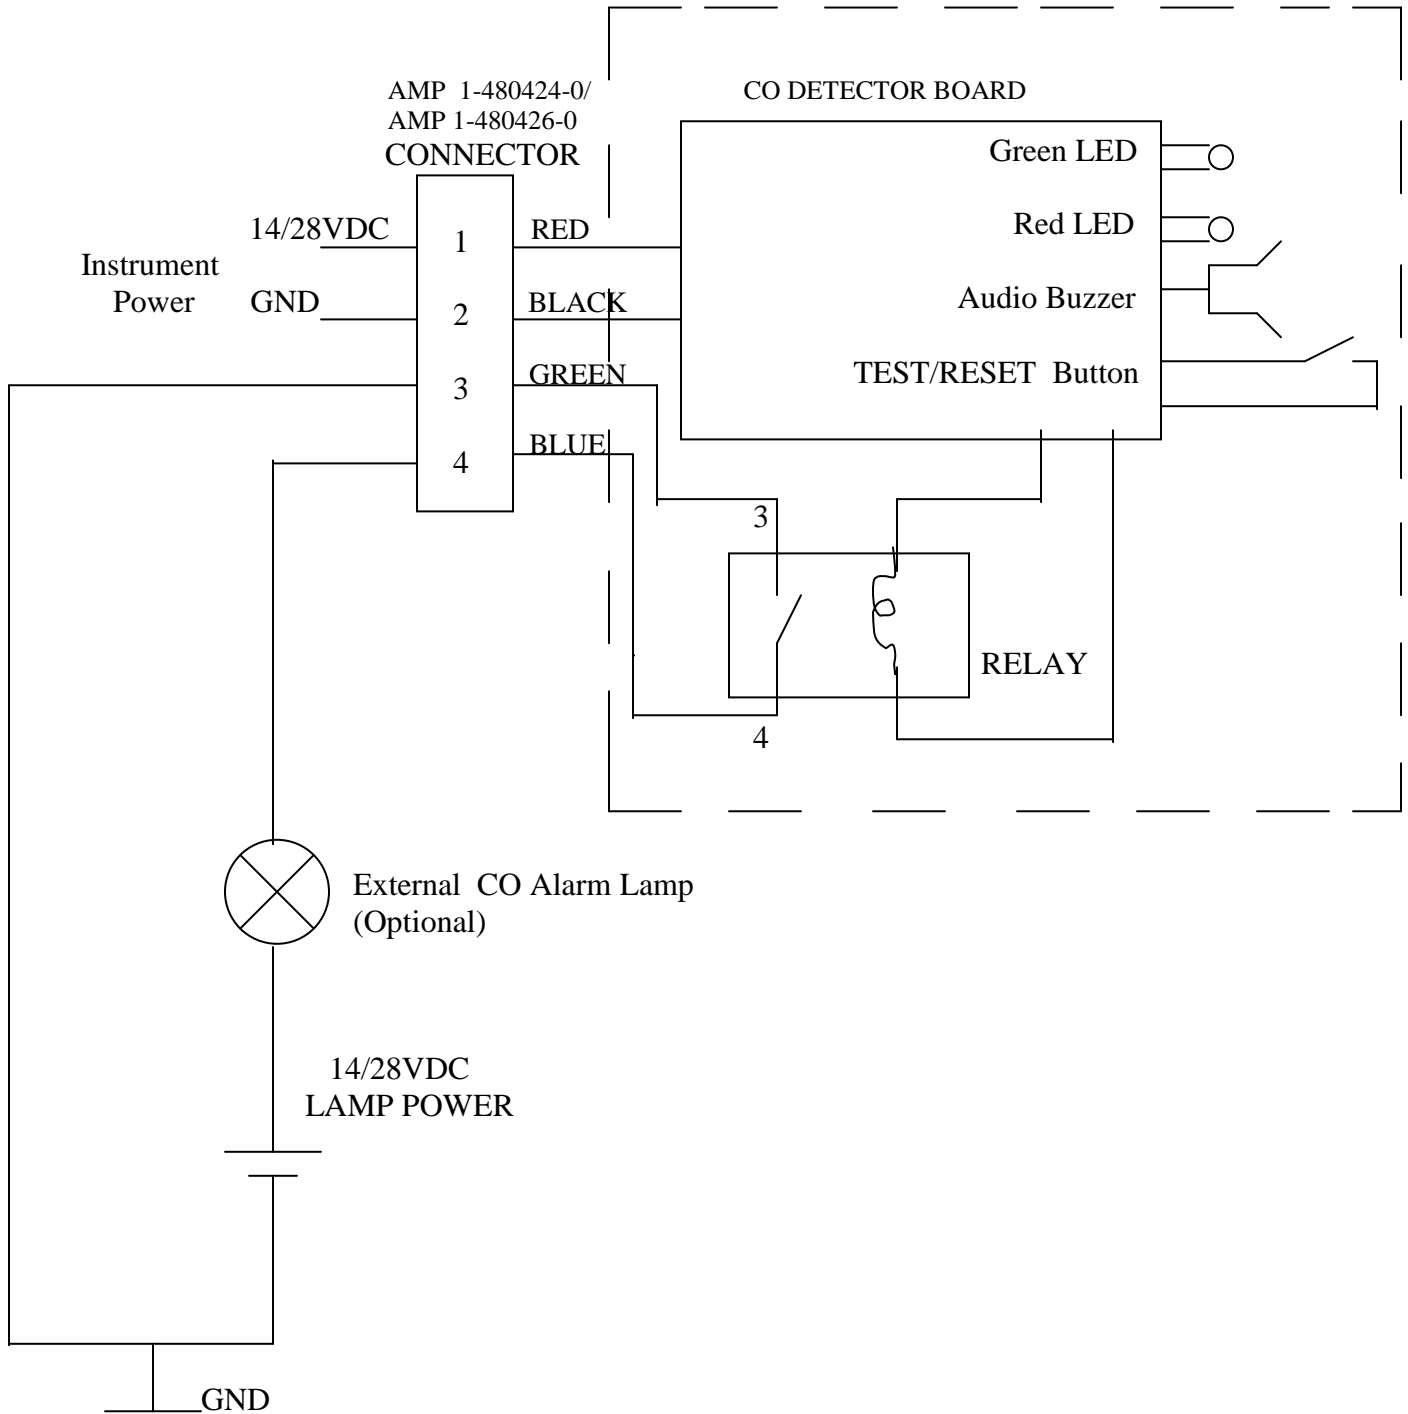 AMP 1-480424-0/
AMP 1-480426-0
CONNECTOR
CO DETECTOR BOARD
Green LED
Red LED
Audio Buzzer
TEST/RESET Button
14/28VDC
Instrument
Power
GND
1
2
3
4
RED
BLACK
GREEN
BLUE
3
4
RELAY
External CO Alarm Lamp
(Optional)
14/28VDC
LAMP POWER
GND